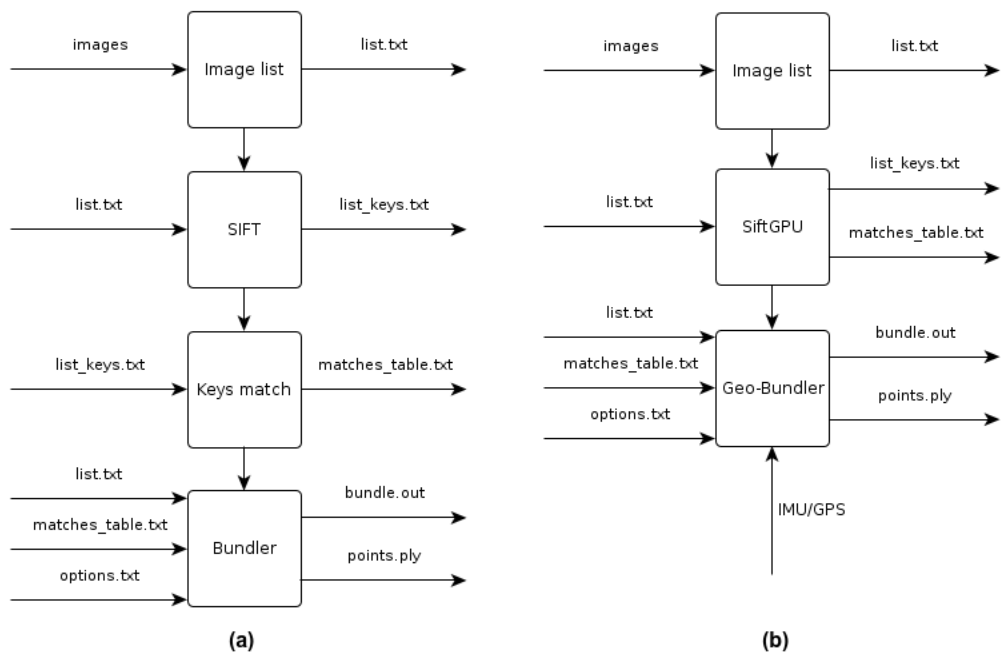 images
Image list
list.txt
list.txt
SIFT
list_keys.txt
list_keys.txt
Keys match
matches_table.txt
list.txt
matches_table.txt
options.txt
Bundler
bundle.out
points.ply
(a)
images
Image list
list.txt
list.txt
SiftGPU
list_keys.txt
matches_table.txt
list.txt
matches_table.txt
options.txt
Geo-Bundler
bundle.out
points.ply
IMU/GPS
(b)